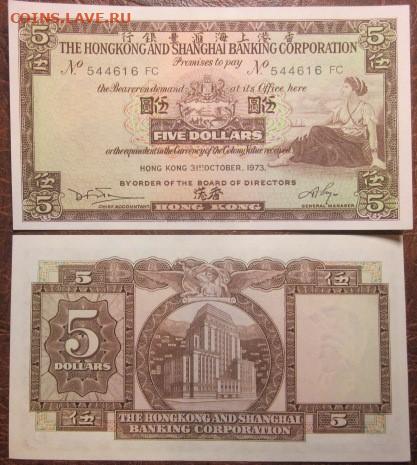 COINS.LAVE.RU
5 行銀豐滙海上港香 5
伍 THE HONGKONG AND SHANGHAI BANKING CORPORATION 伍
Promises to pay
No 544616 FC No 544616 FC
the Bearer on demand at its Office here
圓伍 圓伍
FIVE DOLLARS
or the equivalent in the Currency of the Colony Value received
HONG KONG 31ST OCTOBER, 1973.
BY ORDER OF THE BOARD OF DIRECTORS
伍 港香 伍
5 CHIEF ACCOUNTANT HONG KONG GENERAL MANAGER 5
5 伍
5
DOLLARS
伍 THE HONGKONG AND SHANGHAI 5
BANKING CORPORATION